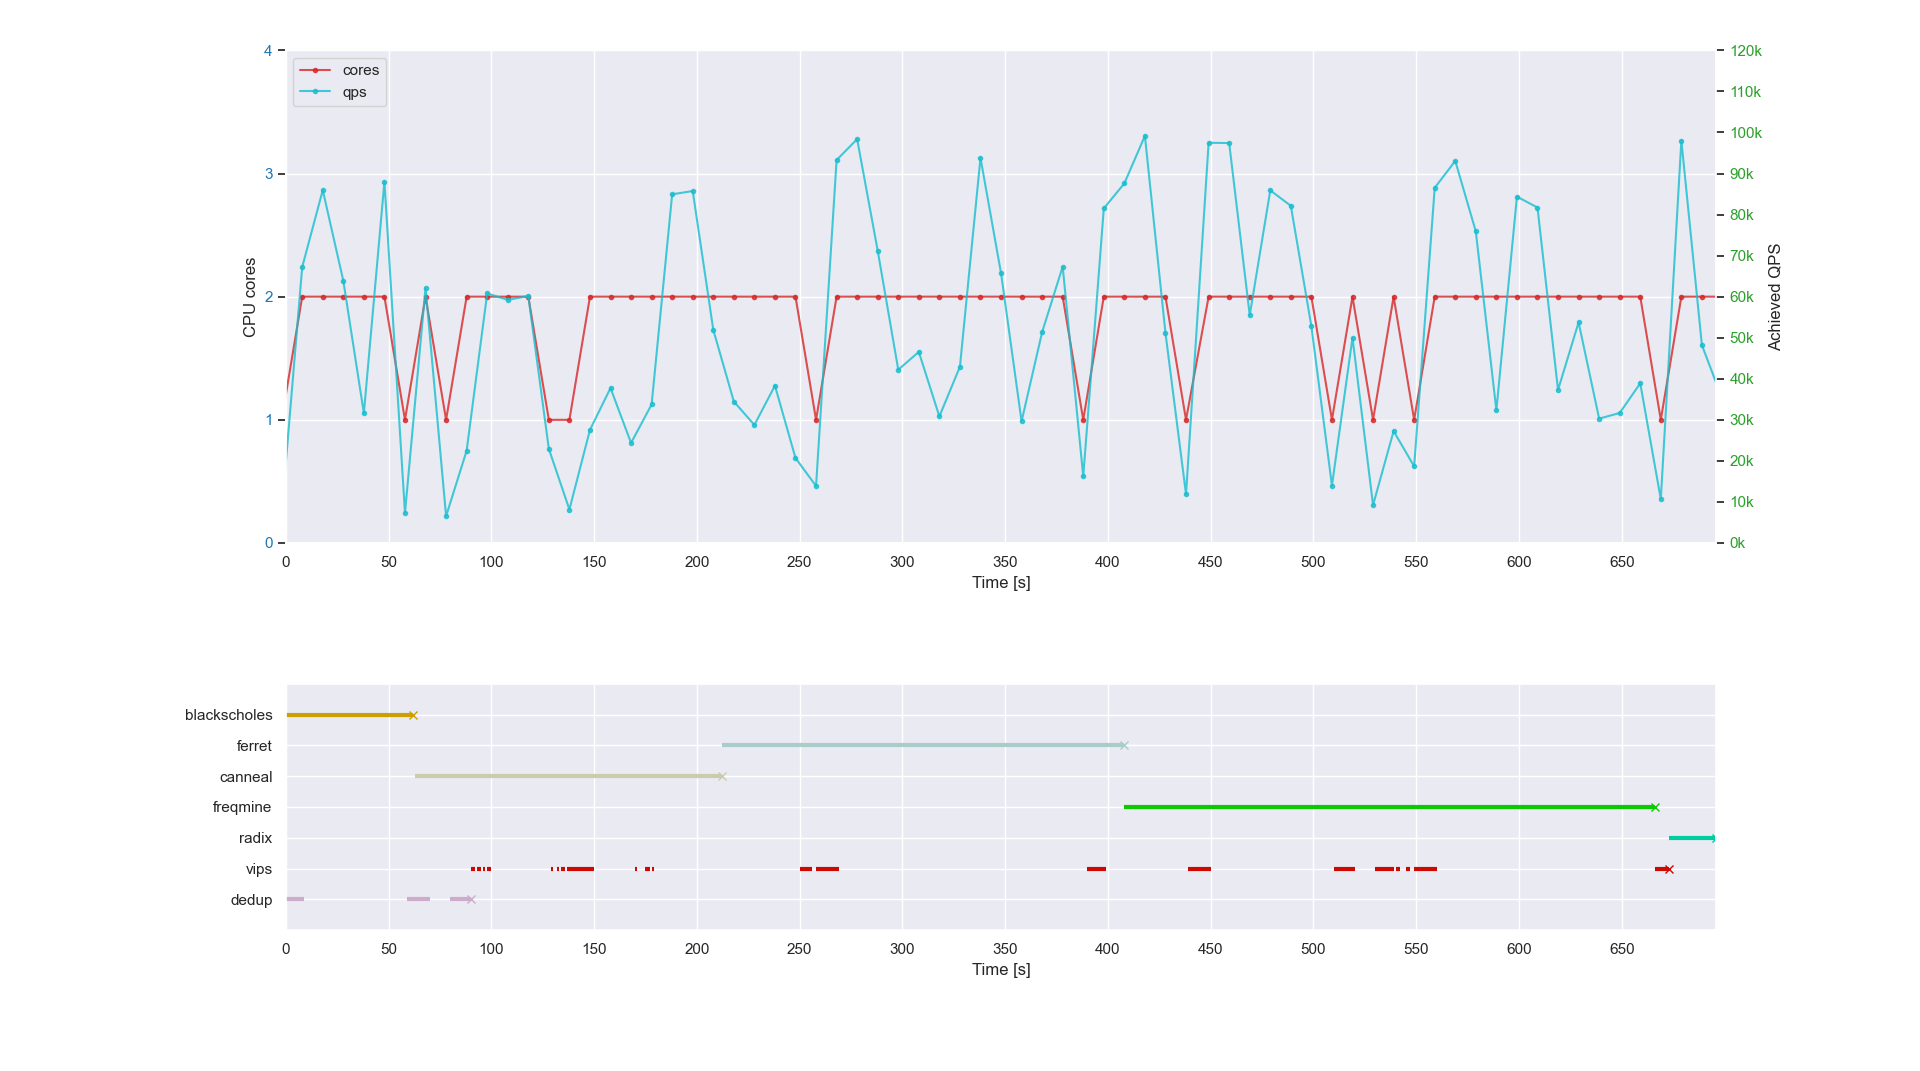 4
3
2
1
0
CPU cores
cores
qps
120k
110k
100k
90k
80k
70k
60k
50k
40k
30k
20k
10k
0k
Achieved QPS
0 50 100 150 200 250 300 350 400 450 500 550 600 650
Time [s]
blackscholes
ferret
canneal
freqmine
radix
vips
dedup
0 50 100 150 200 250 300 350 400 450 500 550 600 650
Time [s]